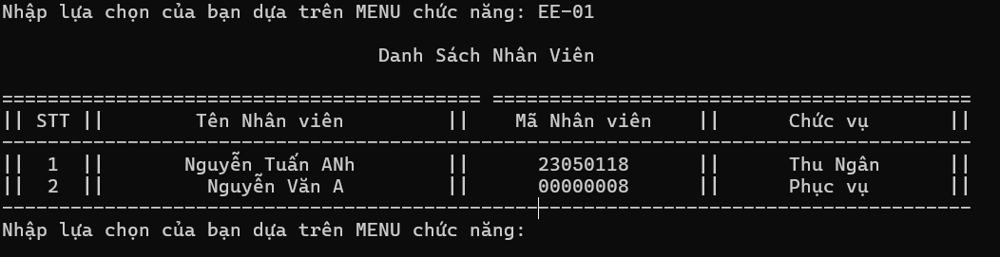 Nhập lựa chọn của bạn dựa trên MENU chức năng: EE-01
Danh Sách Nhân Viên
========================================== ==========================================
|| STT || Tên Nhân viên || Mã Nhân viên || Chức vụ ||
-------------------------------------------------------------------------------------
|| 1 || Nguyễn Tuấn ANh || 23050118 || Thu Ngân ||
|| 2 || Nguyễn Văn A || 00000008 || Phục vụ ||
-------------------------------------------------------------------------------------
Nhập lựa chọn của bạn dựa trên MENU chức năng: